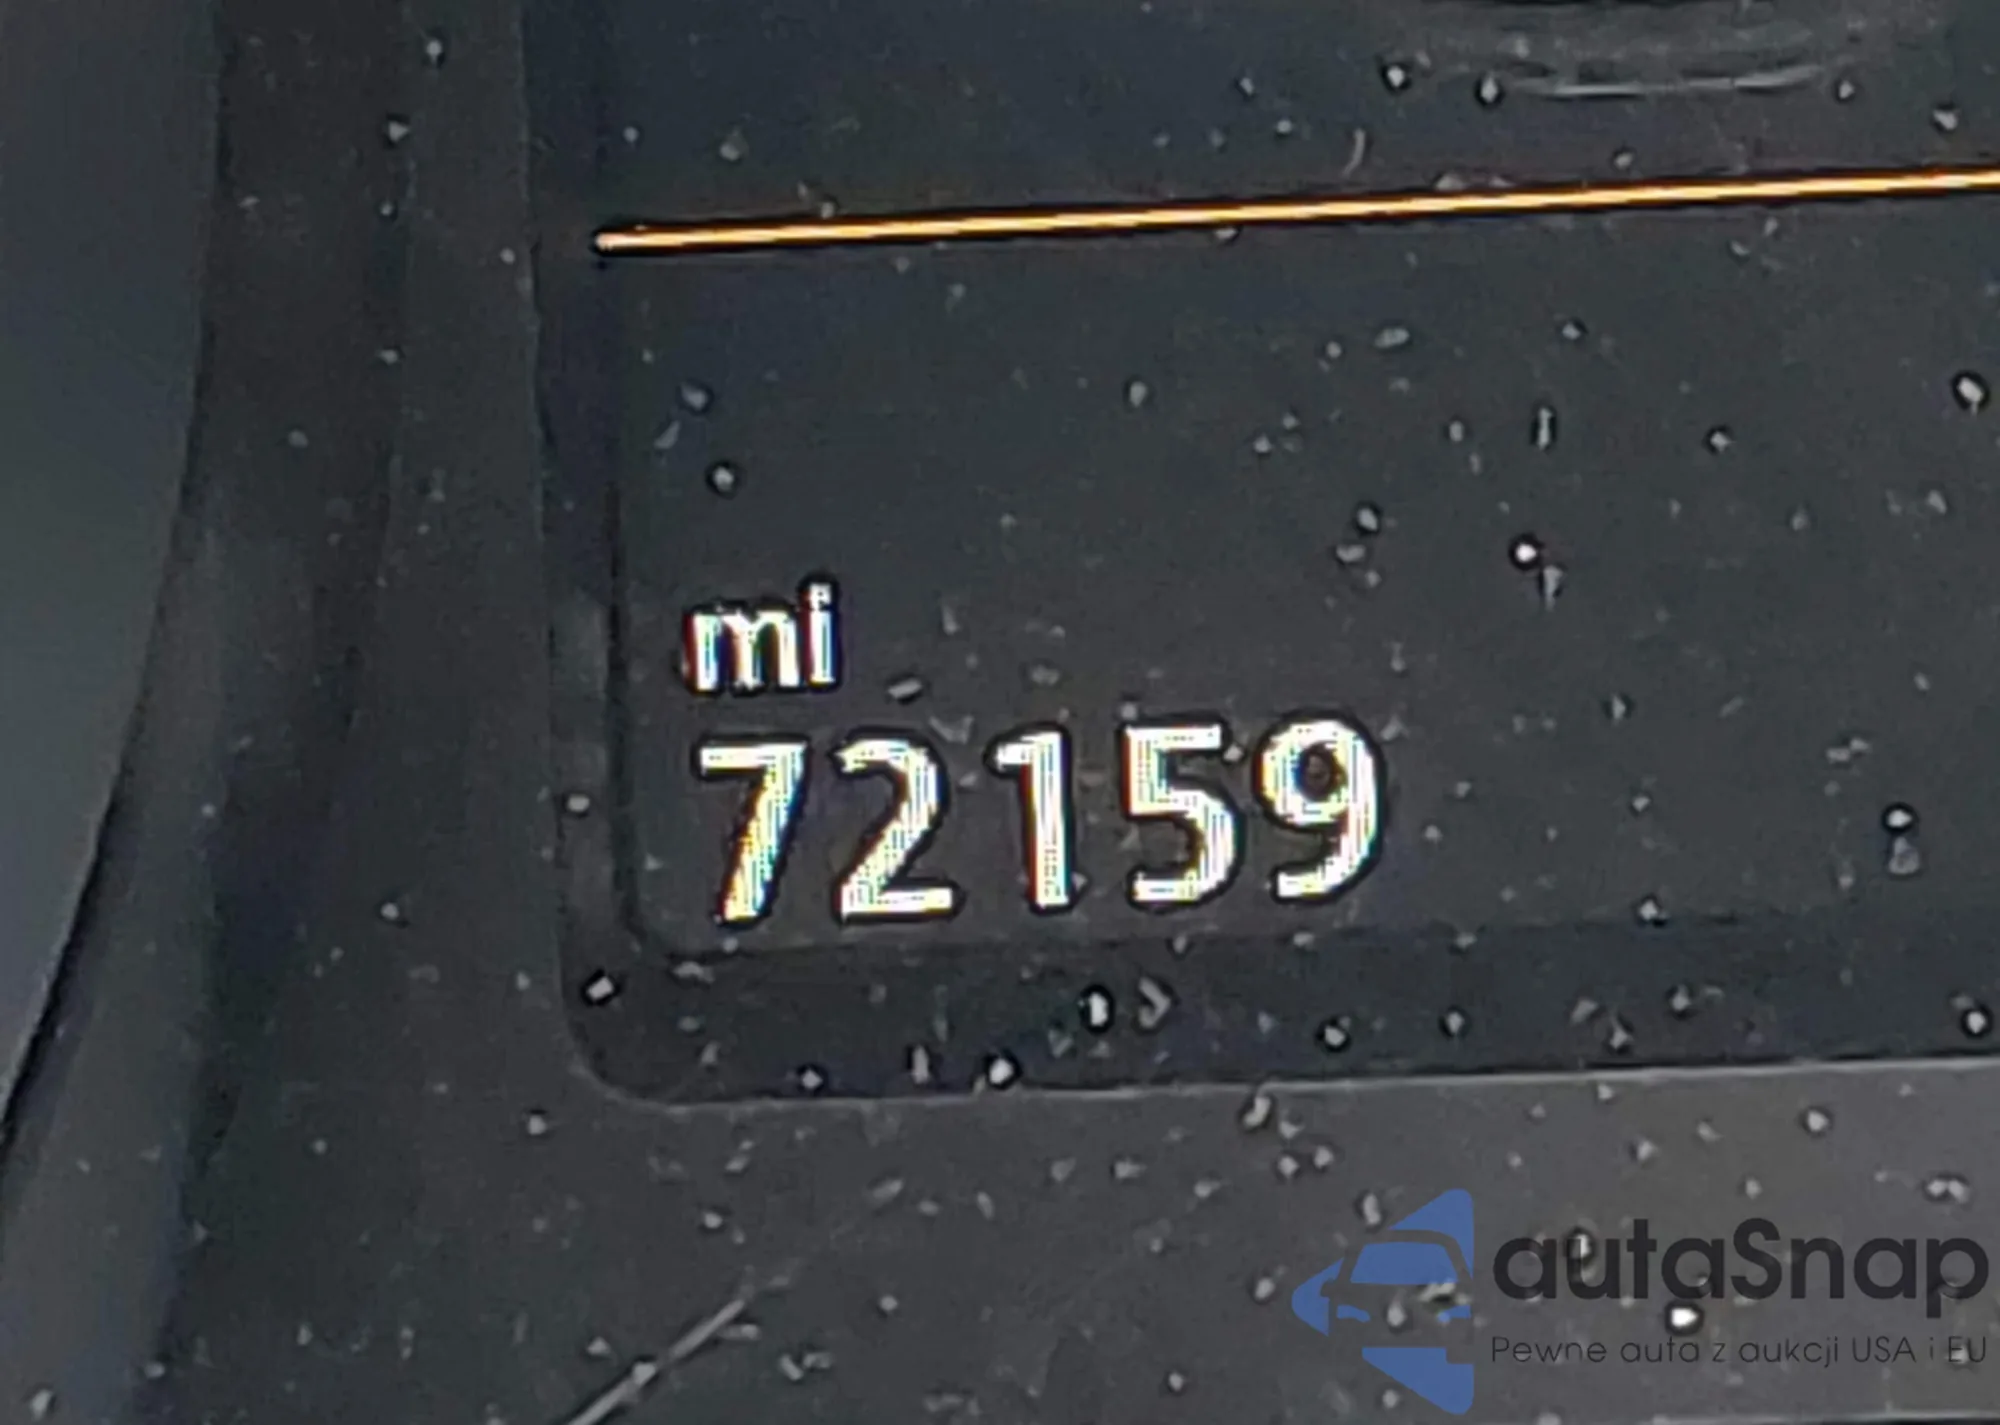 mi
72159
autaSnap
Pewne auta z aukcji USA i EU